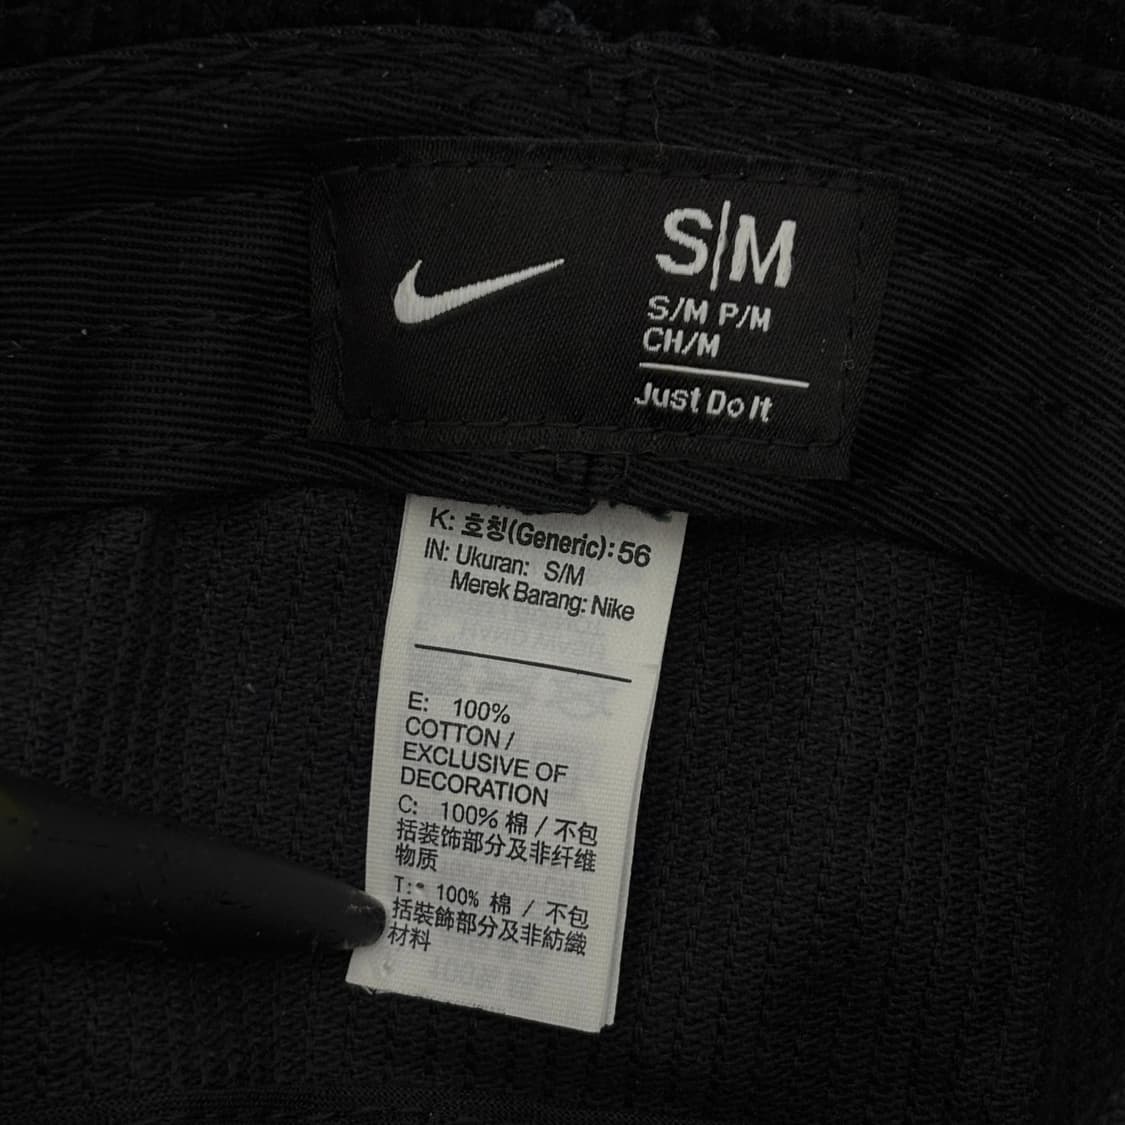 S|M
S/M P/M
CH/M
Just Do It
K: 호칭(Generic): 56
IN: Ukuran: S/M
Merek Barang: Nike
E: 100%
COTTON /
EXCLUSIVE OF
DECORATION
C: 100% 棉 / 不包
括装饰部分及非纤维
物质
T: 100% 棉 / 不包
括裝飾部分及非紡織
材料